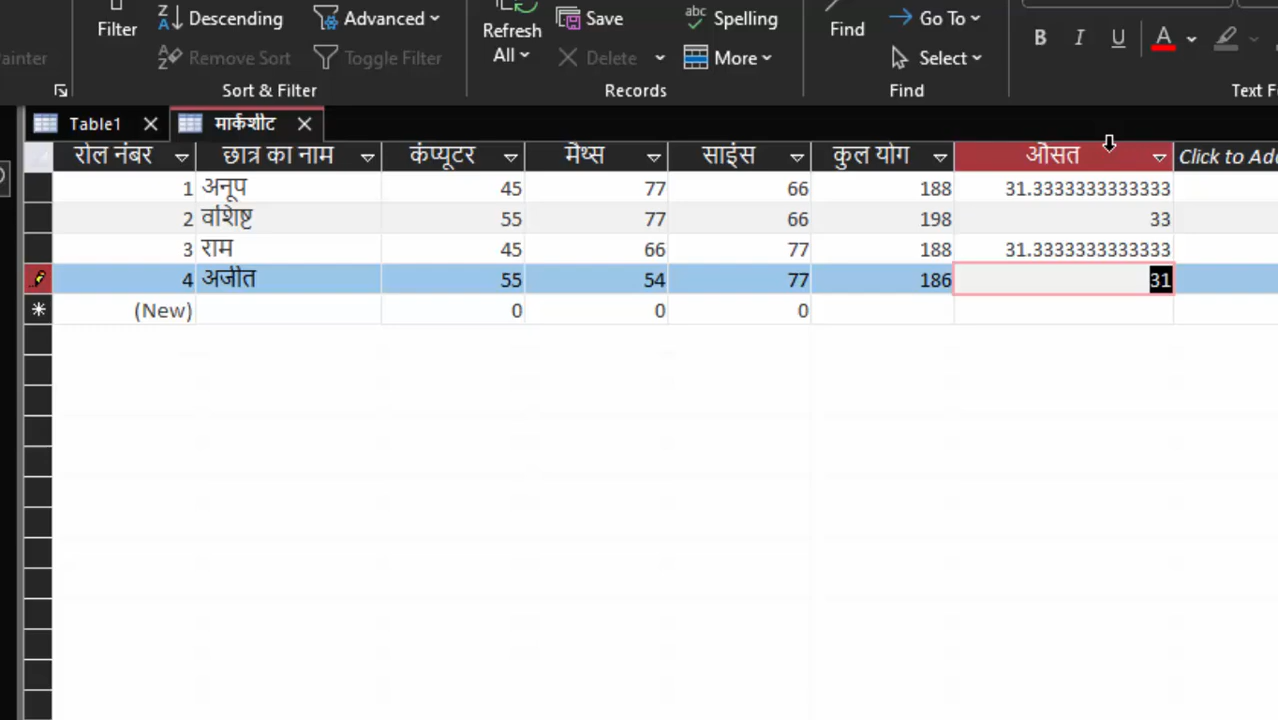 Filter
Descending
Advanced
Refresh All
Save
Spelling
Find
Go To
Remove Sort
Toggle Filter
Delete
More
Select
B I U A
Sort & Filter
Records
Find
Table1
मार्कशीट
रोल नंबर छात्र का नाम कंप्यूटर मैथ्स साइंस कुल योग औसत Click to Ad
1 अनूप 45 77 66 188 31.3333333333333
2 वशिष्ट 55 77 66 198 33
3 राम 45 66 77 188 31.3333333333333
4 अजीत 55 54 77 186 31
(New) 0 0 0